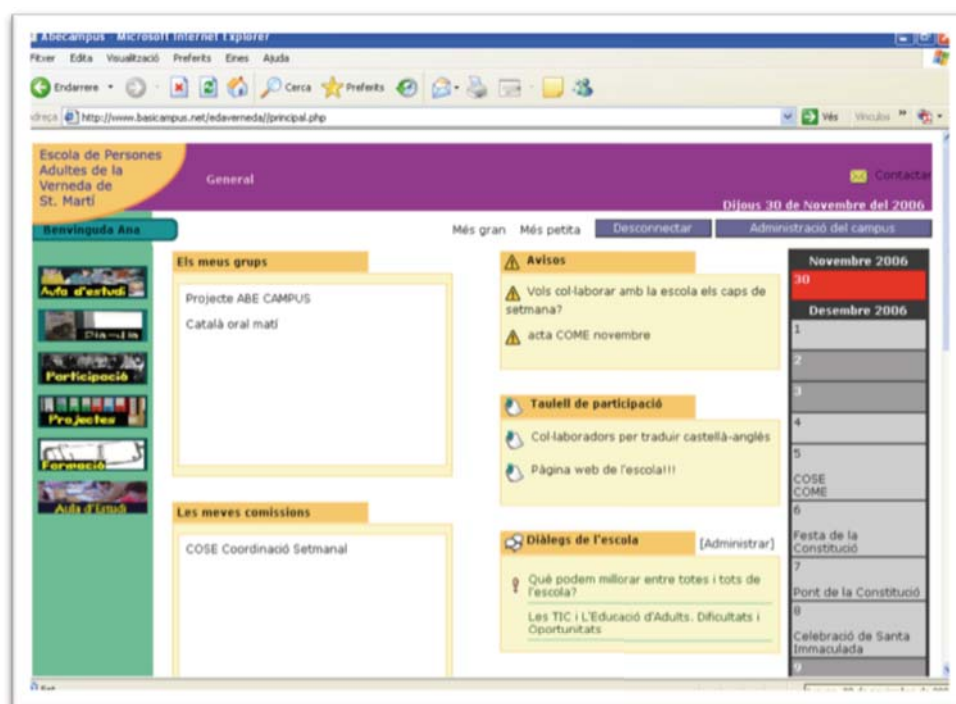 Abecampus - Microsoft Internet Explorer
Fitxer Edita Visualització Preferits Eines Ajuda
Endarrere Cerca Preferits
http://www.basicampus.net/edaverneda//principal.php Vés Vínculos
Escola de Persones
Adultes de la
Verneda de
St. Martí
General
Contactar
Dijous 30 de Novembre del 2006
Benvinguda Ana
Més gran Més petita Desconnectar Administració del campus
Aula d'estudi
Dia-dia
Participació
Projectes
Formació
Aula d'Estudi
Els meus grups
Projecte ABE CAMPUS
Català oral matí
Les meves comissions
COSE Coordinació Setmanal
Avisos
Vols col·laborar amb la escola els caps de
setmana?
acta COME novembre
Taulell de participació
Col·laboradors per traduir castellà-anglés
Pàgina web de l'escola!!!
Diàlegs de l'escola [Administrar]
Què podem millorar entre totes i tots de
l'escola?
Les TIC i L'Educació d'Adults. Dificultats i
Oportunitats
Novembre 2006
30
Desembre 2006
1
2
3
4
5
COSE
COME
6
Festa de la
Constitució
7
Pont de la Constitució
8
Celebració de Santa
Immaculada
9